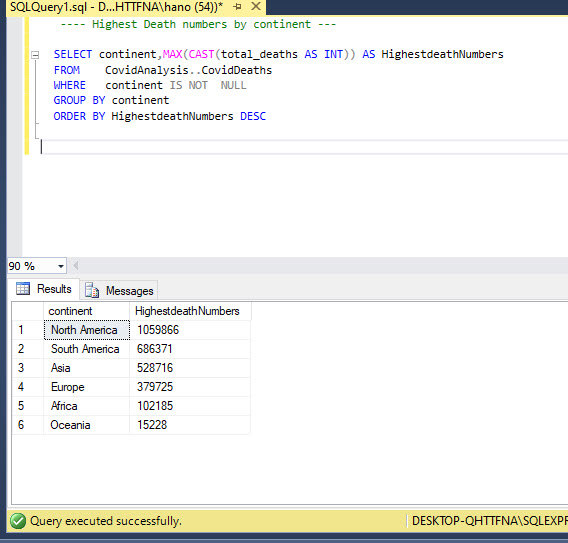 SQLQuery1.sql - D...HTTFNA\hano (54))*
---- Highest Death numbers by continent ---
SELECT continent,MAX(CAST(total_deaths AS INT)) AS HighestdeathNumbers
FROM CovidAnalysis..CovidDeaths
WHERE continent IS NOT NULL
GROUP BY continent
ORDER BY HighestdeathNumbers DESC
90 %
Results Messages
continent HighestdeathNumbers
1 North America 1059866
2 South America 686371
3 Asia 528716
4 Europe 379725
5 Africa 102185
6 Oceania 15228
Query executed successfully. DESKTOP-QHTTFNA\SQLEXPR